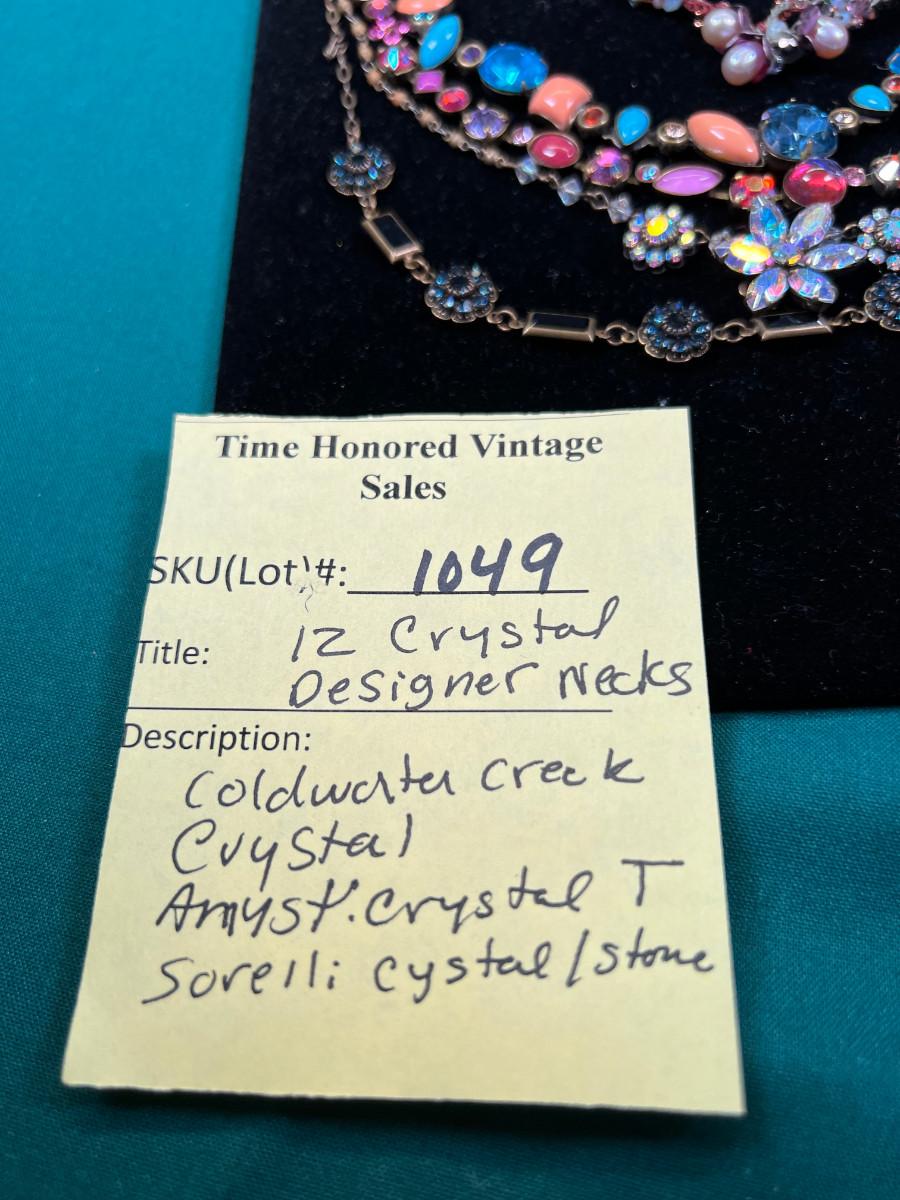 Time Honored Vintage
Sales
SKU(Lot)#: 1049
Title: 12 Crystal
Designer Necks
Description:
Coldwater Creek
Crystal
Amyst. Crystal T
Sorelli Cystal/Stone